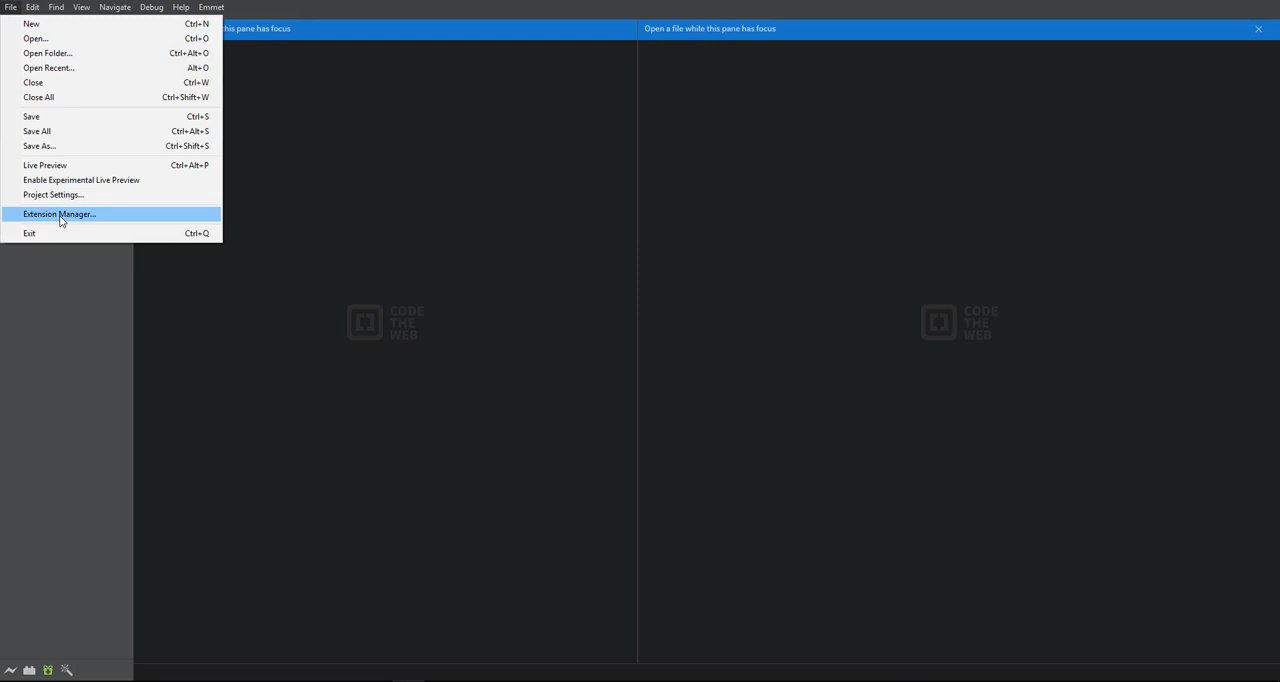 File Edit Find View Navigate Debug Help Emmet
this pane has focus
Open a file while this pane has focus
New Ctrl+N
Open... Ctrl+O
Open Folder... Ctrl+Alt+O
Open Recent... Alt+O
Close Ctrl+W
Close All Ctrl+Shift+W
Save Ctrl+S
Save All Ctrl+Alt+S
Save As... Ctrl+Shift+S
Live Preview Ctrl+Alt+P
Enable Experimental Live Preview
Project Settings...
Extension Manager...
Exit Ctrl+Q
CODE
THE
WEB
CODE
THE
WEB